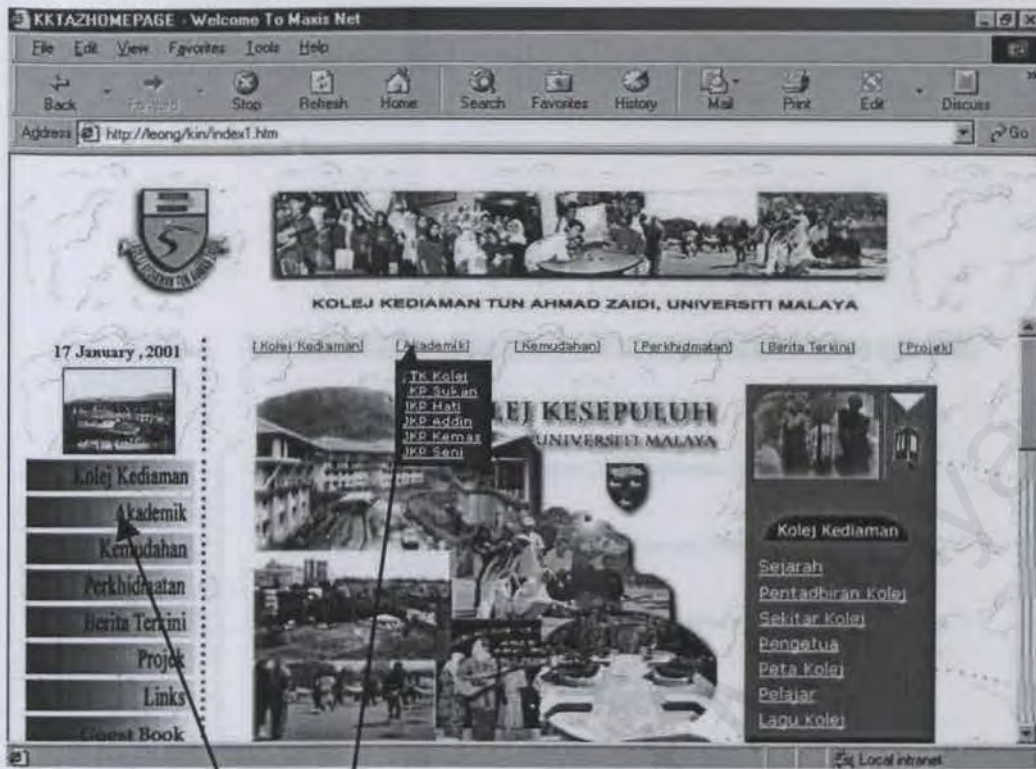 KKTAZHOMEPAGE - Welcome To Maxis Net
File Edit View Favorites Tools Help
Back Forward Stop Refresh Home Search Favorites History Mail Print Edit Discuss
Address http://leong/kin/index1.htm Go
KOLEJ KEDIAMAN TUN AHMAD ZAIDI, UNIVERSITI MALAYA
17 January , 2001
[Kolej Kediaman] [Akademik] [Kemudahan] [Perkhidmatan] [Berita Terkini] [Projek]
TK Kolej
JKP Hati
JKP Addin
JKP Kemas
JKP Seni
KESEPULUH
UNIVERSITI MALAYA
Kolej Kediaman
Akademik
Kemudahan
Perkhidmatan
Berita Terkini
Projek
Links
Guest Book
Kolej Kediaman
Sejarah
Pentadbiran Kolej
Sekitar Kolej
Pengetua
Peta Kolej
Pelajar
Lagu Kolej
Local intranet